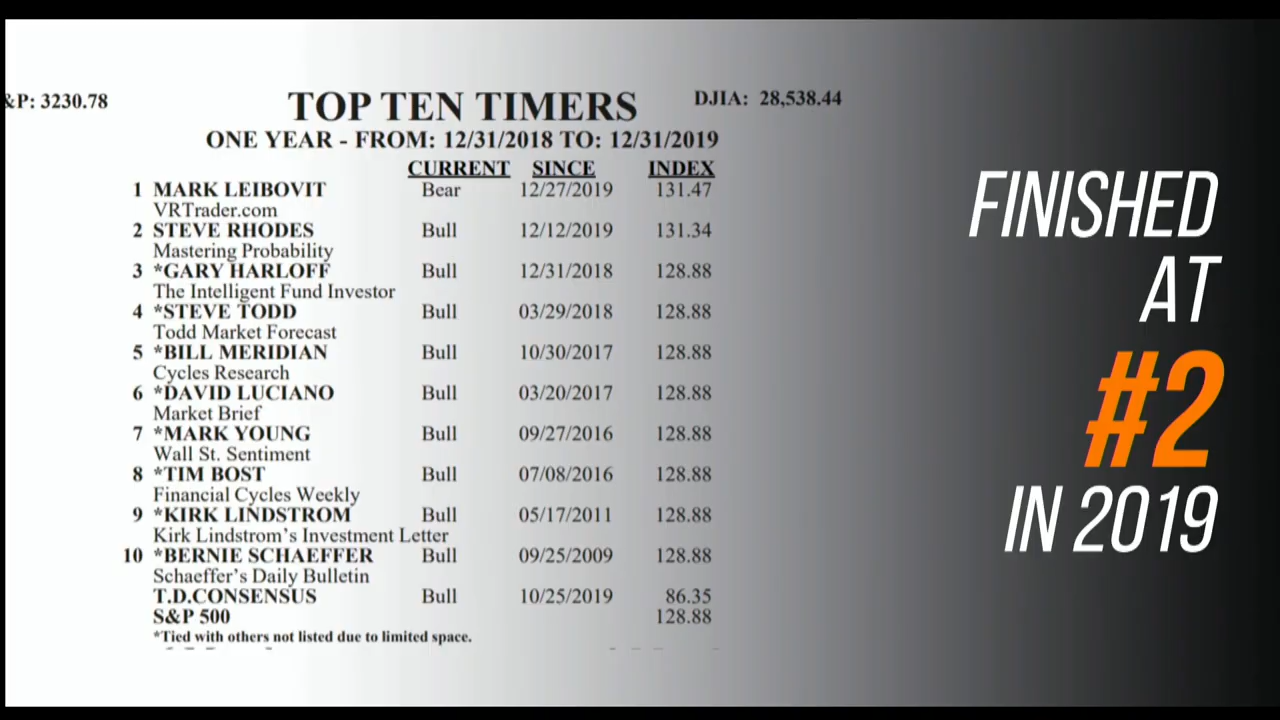 &P: 3230.78
TOP TEN TIMERS
DJIA: 28,538.44
ONE YEAR - FROM: 12/31/2018 TO: 12/31/2019
CURRENT SINCE INDEX
1 MARK LEIBOVIT Bear 12/27/2019 131.47
VRTrader.com
2 STEVE RHODES Bull 12/12/2019 131.34
Mastering Probability
3 *GARY HARLOFF Bull 12/31/2018 128.88
The Intelligent Fund Investor
4 *STEVE TODD Bull 03/29/2018 128.88
Todd Market Forecast
5 *BILL MERIDIAN Bull 10/30/2017 128.88
Cycles Research
6 *DAVID LUCIANO Bull 03/20/2017 128.88
Market Brief
7 *MARK YOUNG Bull 09/27/2016 128.88
Wall St. Sentiment
8 *TIM BOST Bull 07/08/2016 128.88
Financial Cycles Weekly
9 *KIRK LINDSTROM Bull 05/17/2011 128.88
Kirk Lindstrom's Investment Letter
10 *BERNIE SCHAEFFER Bull 09/25/2009 128.88
Schaeffer's Daily Bulletin
T.D.CONSENSUS Bull 10/25/2019 86.35
S&P 500 128.88
*Tied with others not listed due to limited space.
FINISHED
AT
#2
IN 2019